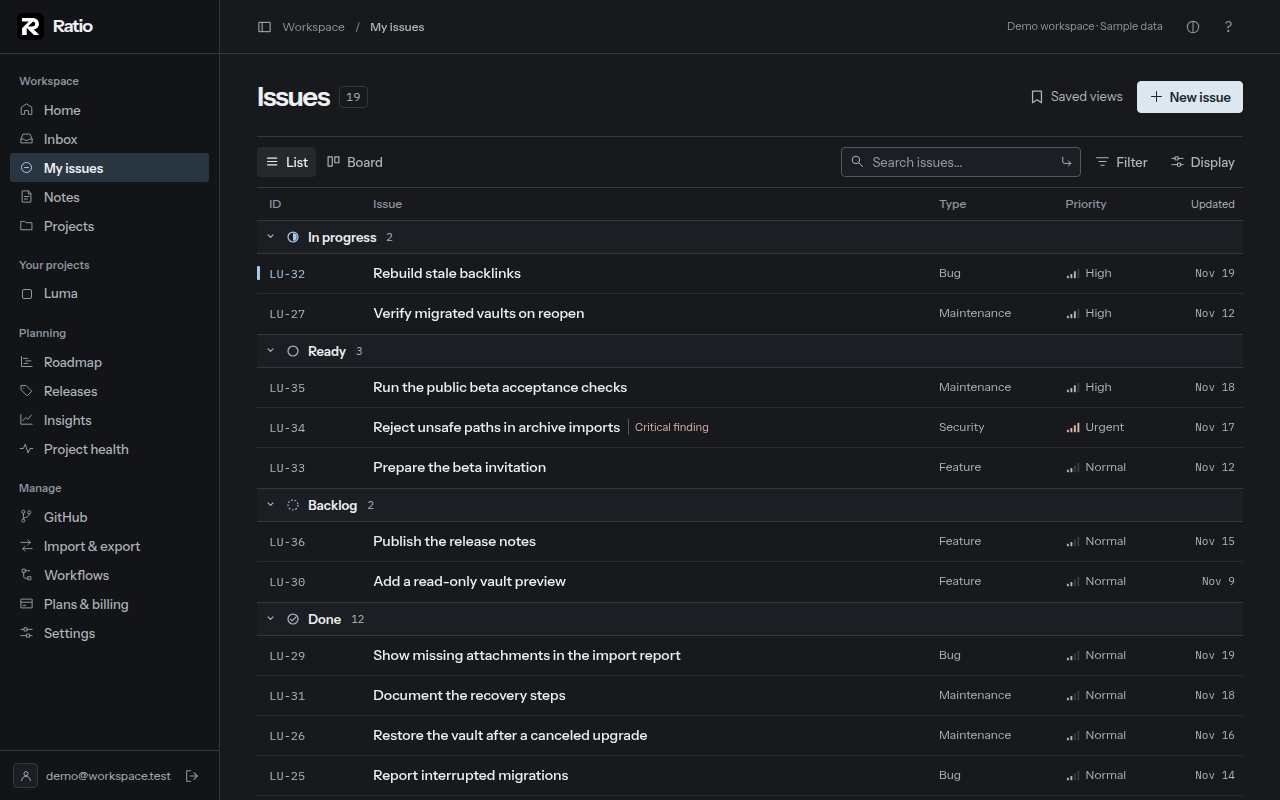 Ratio
Workspace / My issues
Demo workspace · Sample data
?
Workspace
Home
Inbox
My issues
Notes
Projects
Your projects
Luma
Planning
Roadmap
Releases
Insights
Project health
Manage
GitHub
Import & export
Workflows
Plans & billing
Settings
demo@workspace.test
Issues 19
Saved views
New issue
List
Board
Search issues...
Filter
Display
ID Issue Type Priority Updated
In progress 2
LU-32 Rebuild stale backlinks Bug High Nov 19
LU-27 Verify migrated vaults on reopen Maintenance High Nov 12
Ready 3
LU-35 Run the public beta acceptance checks Maintenance High Nov 18
LU-34 Reject unsafe paths in archive imports Critical finding Security Urgent Nov 17
LU-33 Prepare the beta invitation Feature Normal Nov 12
Backlog 2
LU-36 Publish the release notes Feature Normal Nov 15
LU-30 Add a read-only vault preview Feature Normal Nov 9
Done 12
LU-29 Show missing attachments in the import report Bug Normal Nov 19
LU-31 Document the recovery steps Maintenance Normal Nov 18
LU-26 Restore the vault after a canceled upgrade Maintenance Normal Nov 16
LU-25 Report interrupted migrations Bug Normal Nov 14